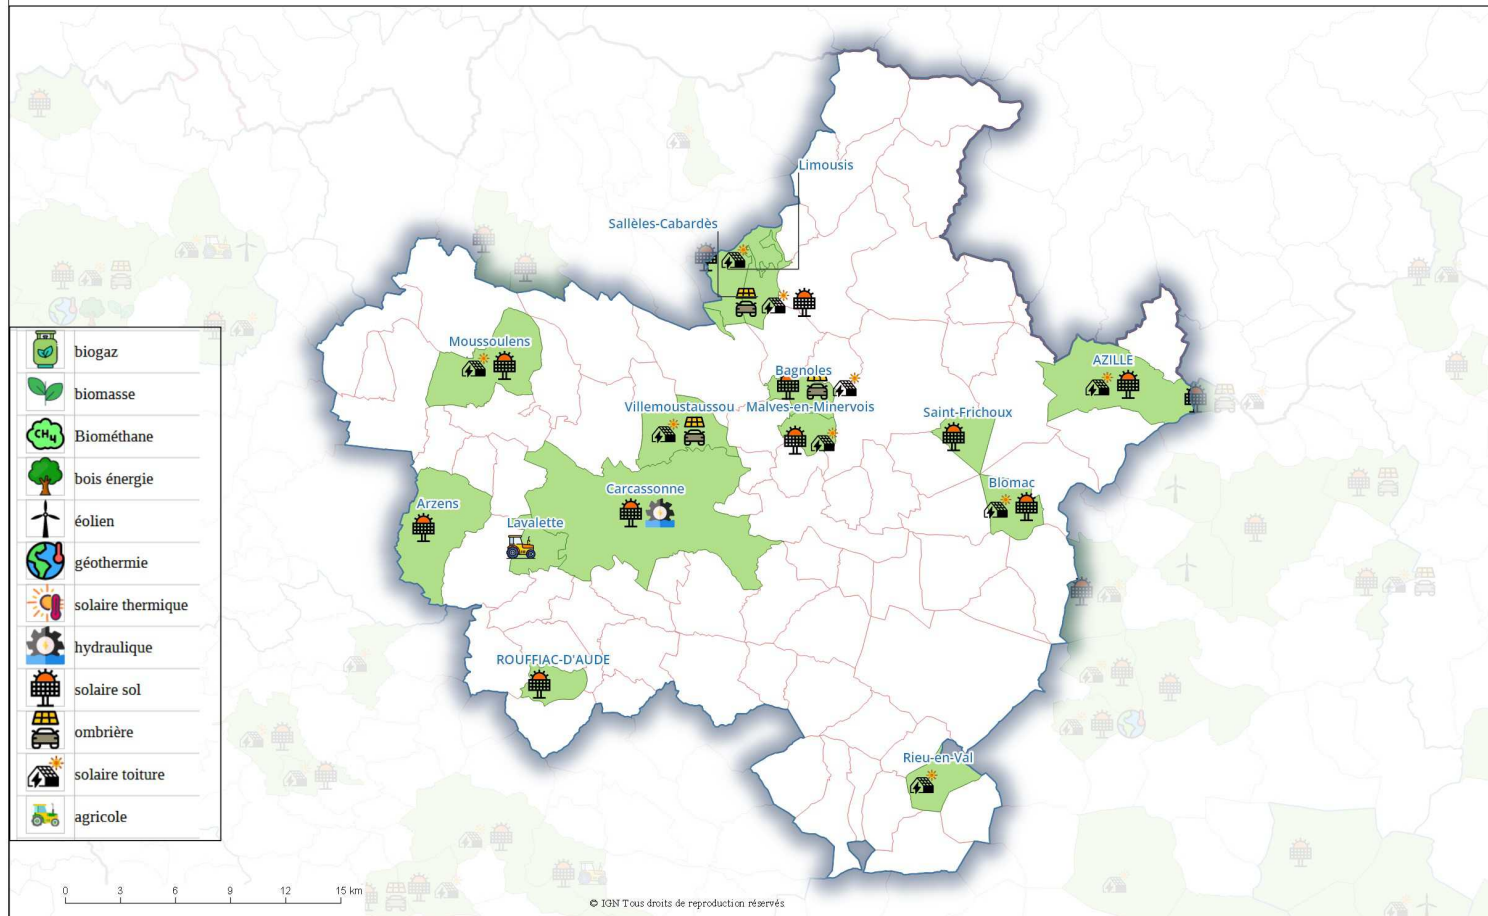 Limousis
Sallèles-Cabardès
Moussoulens
AZILLE
Bagnoles
Villemoustaussou
Malves-en-Minervois
Saint-Frichoux
Carcassonne
Blomac
Arzens
Lavalette
ROUFFIAC-D'AUDE
Rieu-en-Val
biogaz
biomasse
CH4
Biométhane
bois énergie
éolien
géothermie
solaire thermique
hydraulique
solaire sol
ombrière
solaire toiture
agricole
0 3 6 9 12 15 km
© IGN Tous droits de reproduction réservés